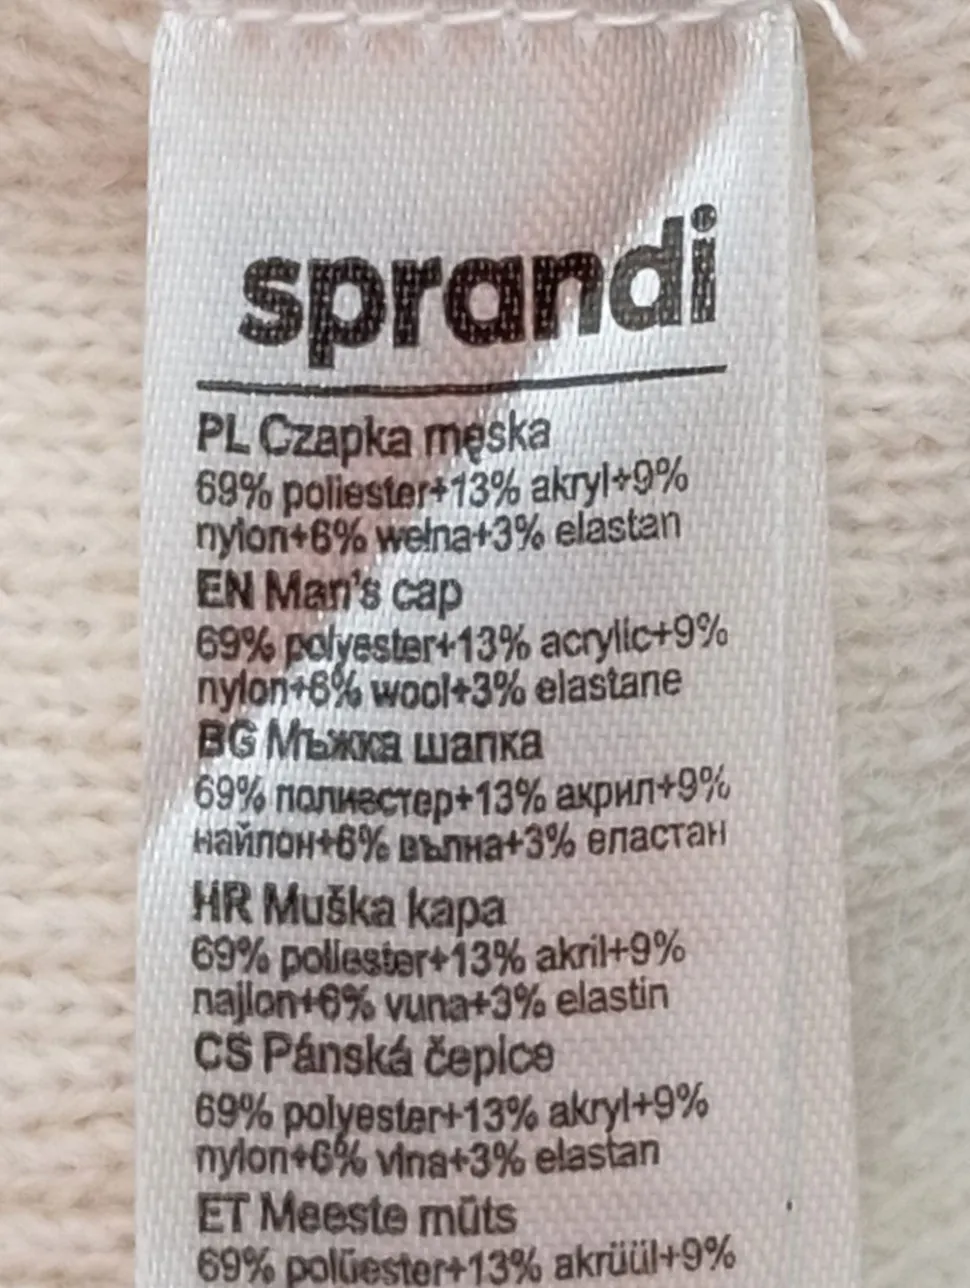 sprandi®
PL Czapka męska
69% poliester+13% akryl+9%
nylon+6% wełna+3% elastan
EN Man's cap
69% polyester+13% acrylic+9%
nylon+6% wool+3% elastane
BG Мъжка шапка
69% полиестер+13% акрил+9%
найлон+6% вълна+3% еластан
HR Muška kapa
69% poliester+13% akril+9%
najlon+6% vuna+3% elastin
CS Pánská čepice
69% polyester+13% akryl+9%
nylon+6% vlna+3% elastan
ET Meeste müts
69% polüester+13% akrüül+9%